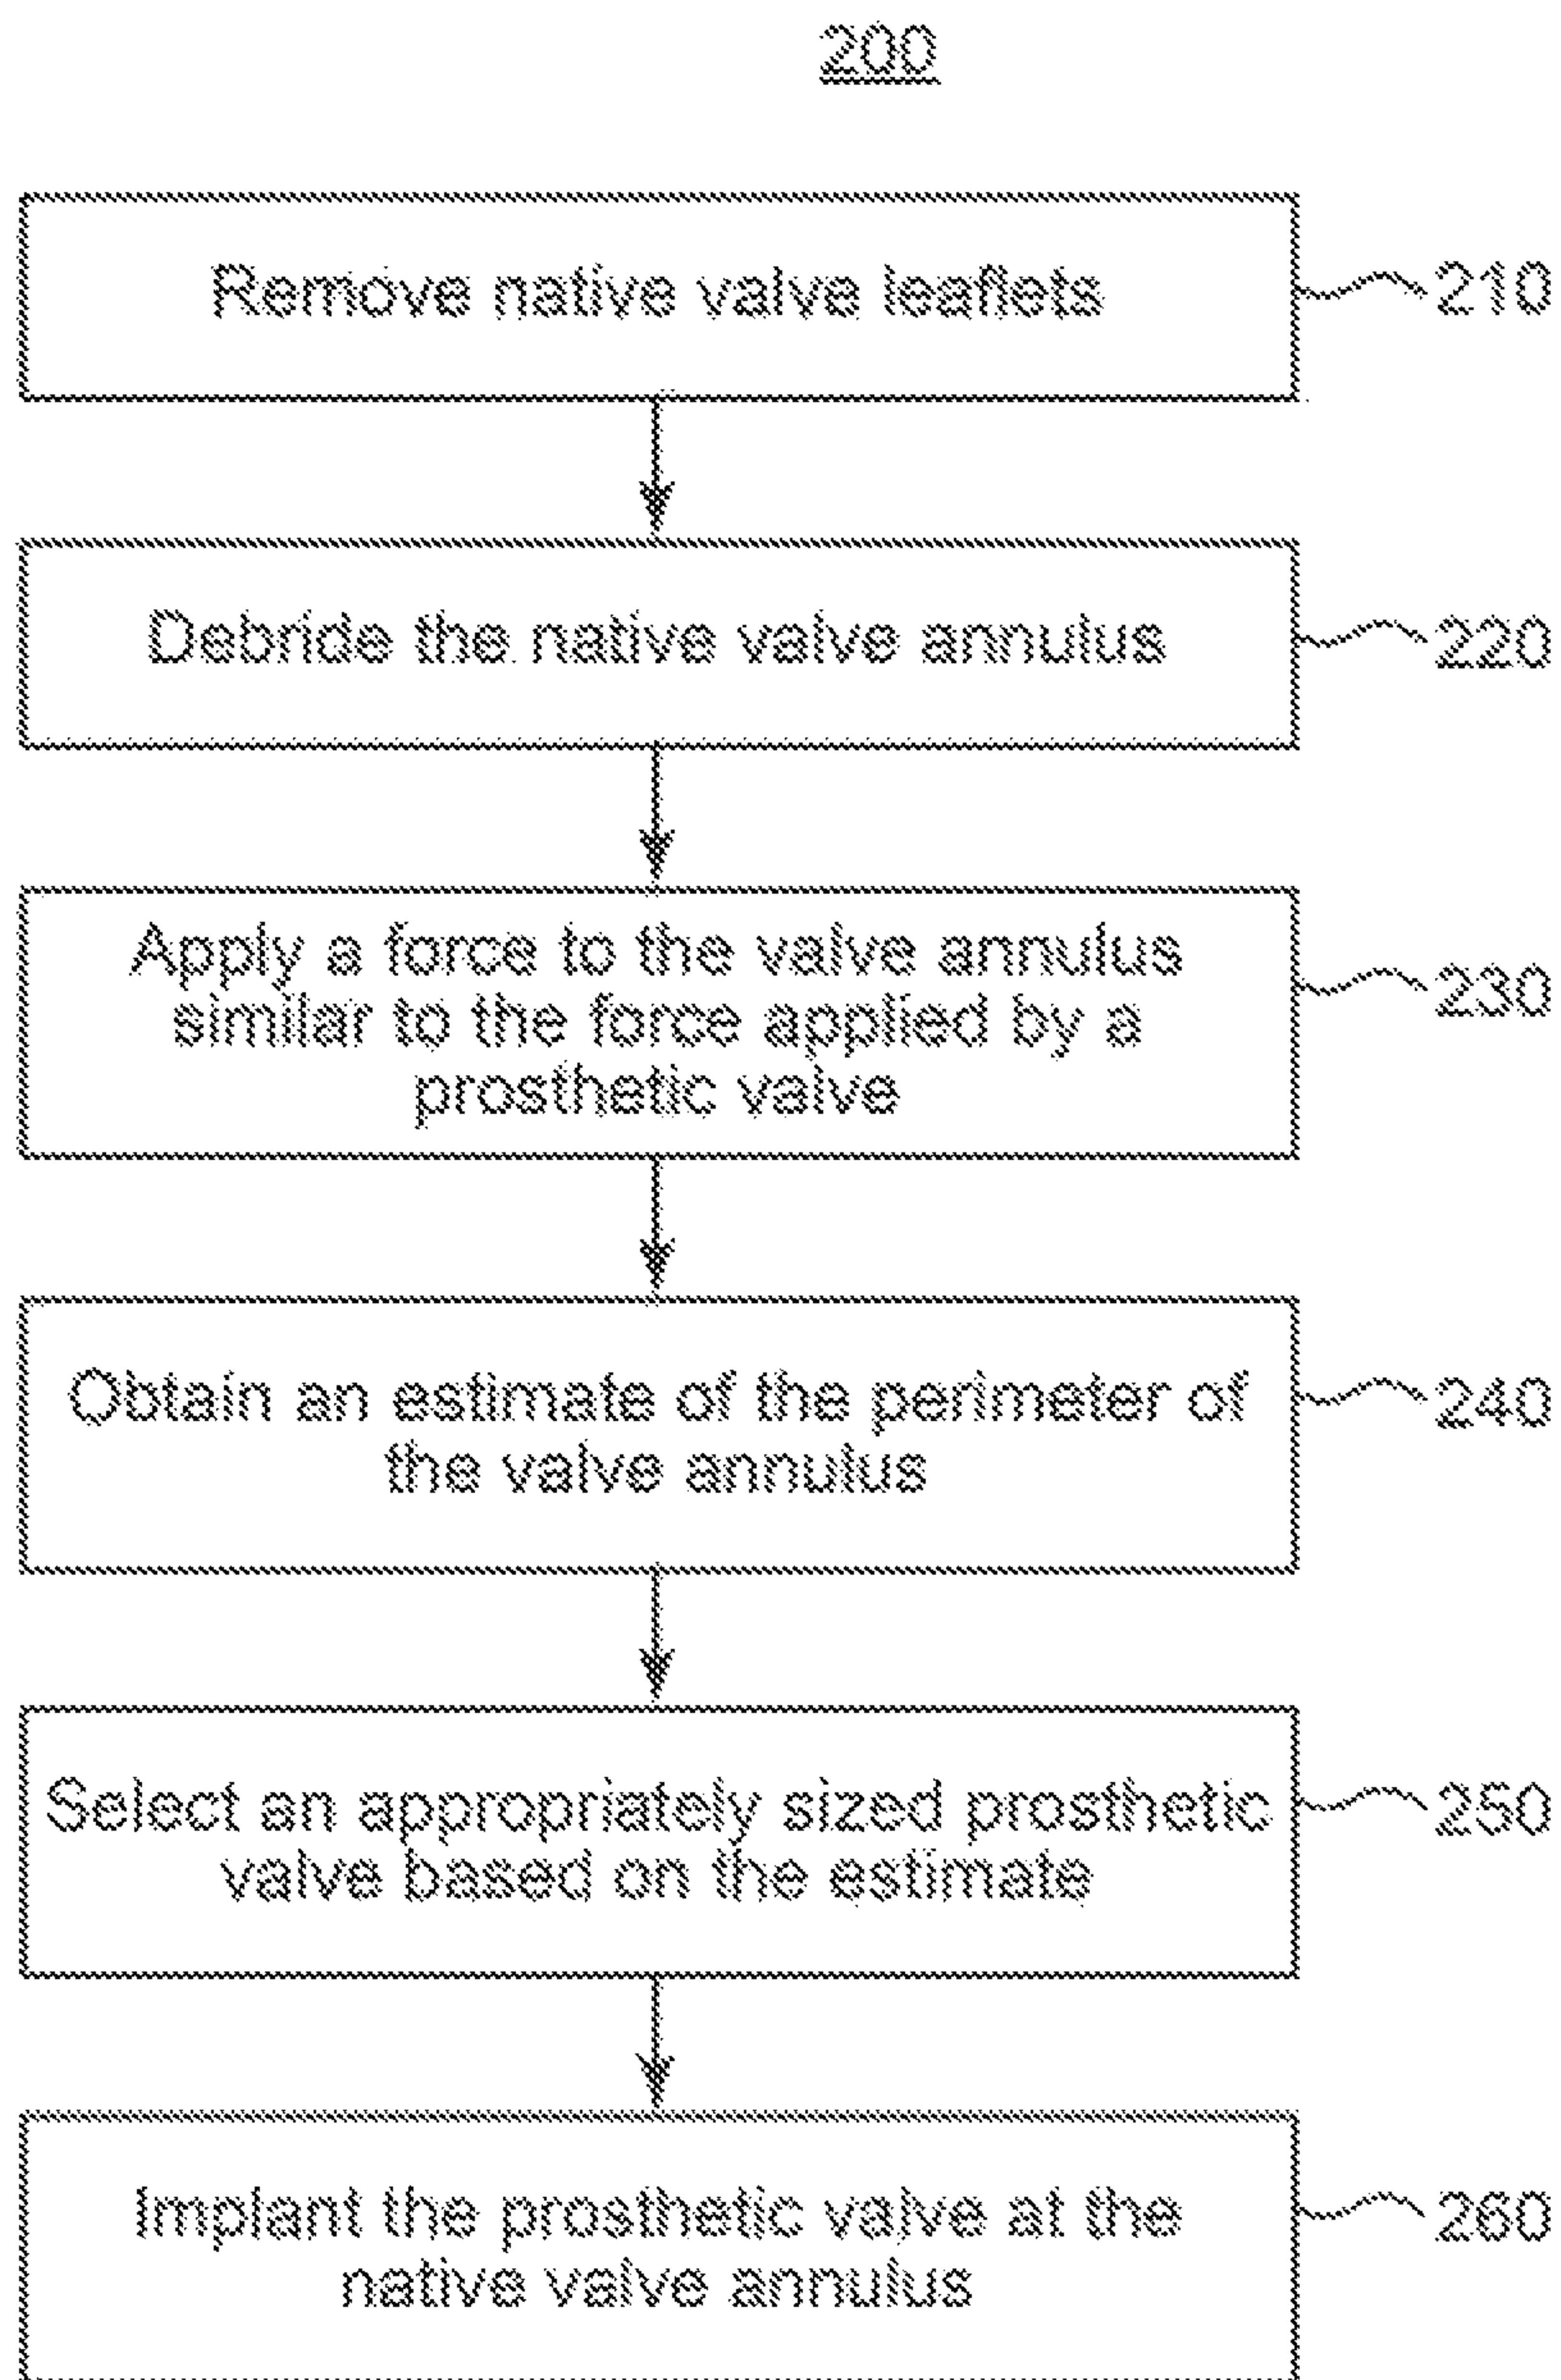 200
Remove native valve leaflets
210
Debride the native valve annulus
220
Apply a force to the valve annulus
similar to the force applied by a
prosthetic valve
230
Obtain an estimate of the perimeter of
the valve annulus
240
Select an appropriately sized prosthetic
valve based on the estimate
250
Implant the prosthetic valve at the
native valve annulus
260